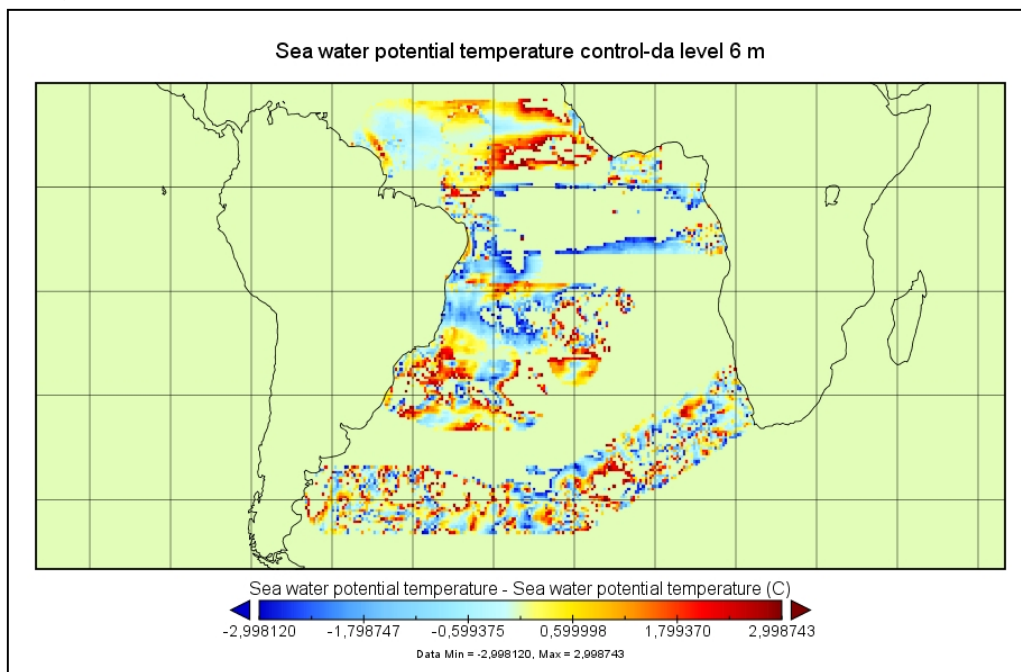 Sea water potential temperature control-da level 6 m
Sea water potential temperature - Sea water potential temperature (C)
-2,998120 -1,798747 -0,599375 0,599998 1,799370 2,998743
Data Min = -2,998120, Max = 2,998743